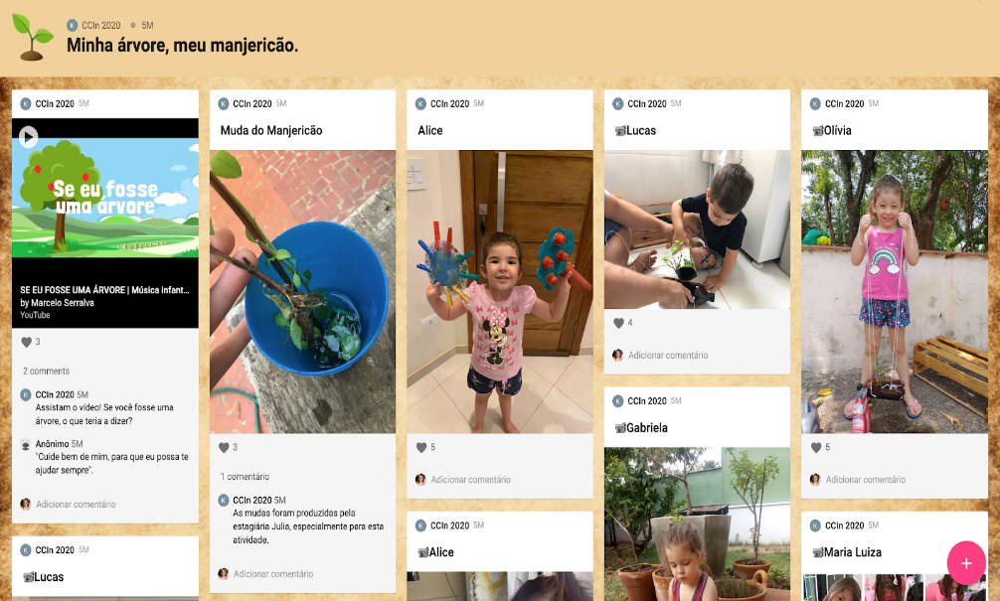 K CCIn 2020 5M
Minha árvore, meu manjericão.
K CCIn 2020 5M
Se eu fosse
uma arvore
SE EU FOSSE UMA ÁRVORE | Música infant...
by Marcelo Serralva
YouTube
3
2 comments
K CCIn 2020 5M
Assistam o vídeo! Se você fosse uma
árvore, o que teria a dizer?
Anônimo 5M
"Cuide bem de mim, para que eu possa te
ajudar sempre".
Adicionar comentário
K CCIn 2020 5M
Lucas
K CCIn 2020 5M
Muda do Manjericão
3
1 comentário
K CCIn 2020 5M
As mudas foram produzidas pela
estagiária Julia, especialmente para esta
atividade.
Adicionar comentário
K CCIn 2020 5M
Alice
5
Adicionar comentário
K CCIn 2020 5M
Alice
K CCIn 2020 5M
Lucas
4
Adicionar comentário
K CCIn 2020 5M
Gabriela
K CCIn 2020 5M
Olívia
5
Adicionar comentário
K CCIn 2020 5M
Maria Luiza
+